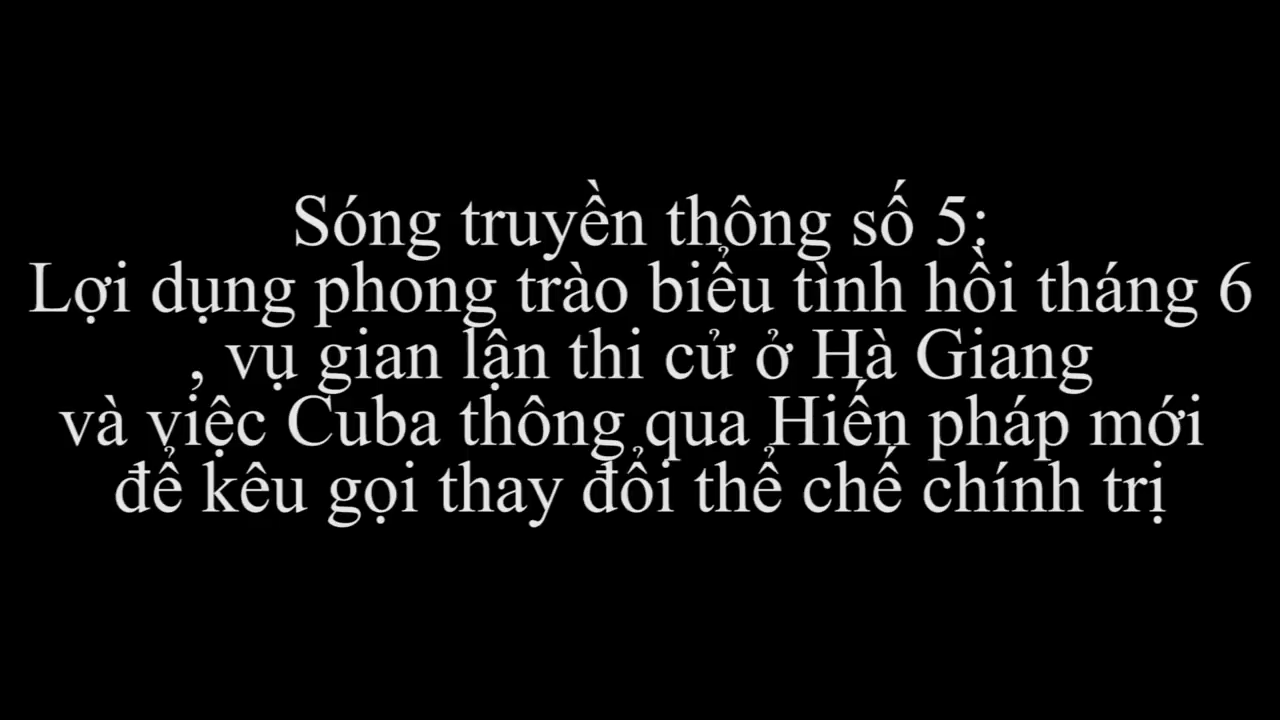 Sóng truyền thông số 5:
Lợi dụng phong trào biểu tình hồi tháng 6
, vụ gian lận thi cử ở Hà Giang
và việc Cuba thông qua Hiến pháp mới
để kêu gọi thay đổi thể chế chính trị